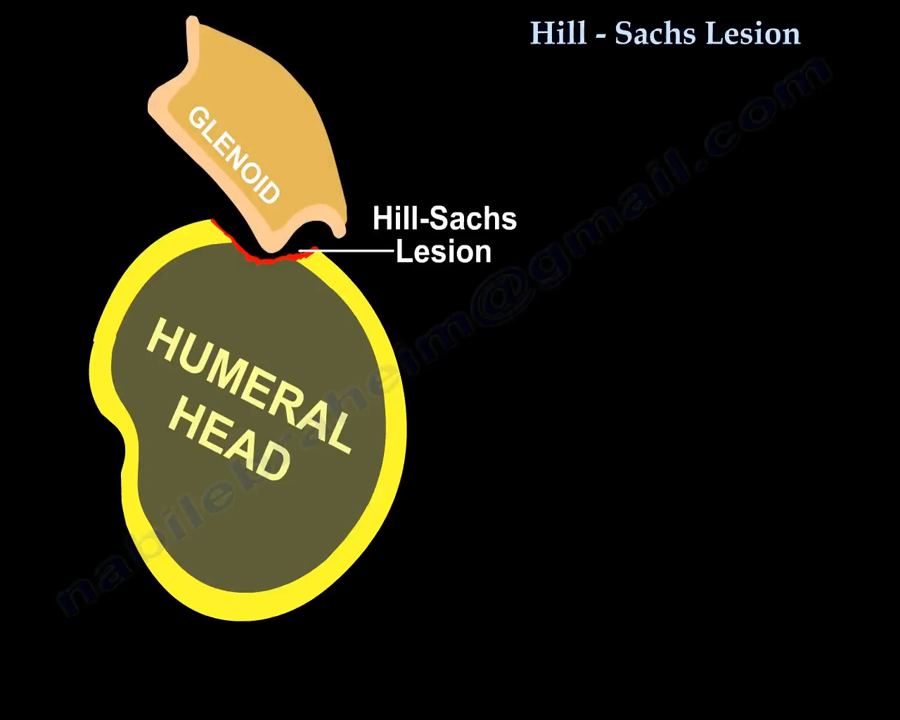 Hill - Sachs Lesion
GLENOID
Hill-Sachs
Lesion
HUMERAL
HEAD
nabilebraheim@gmail.com